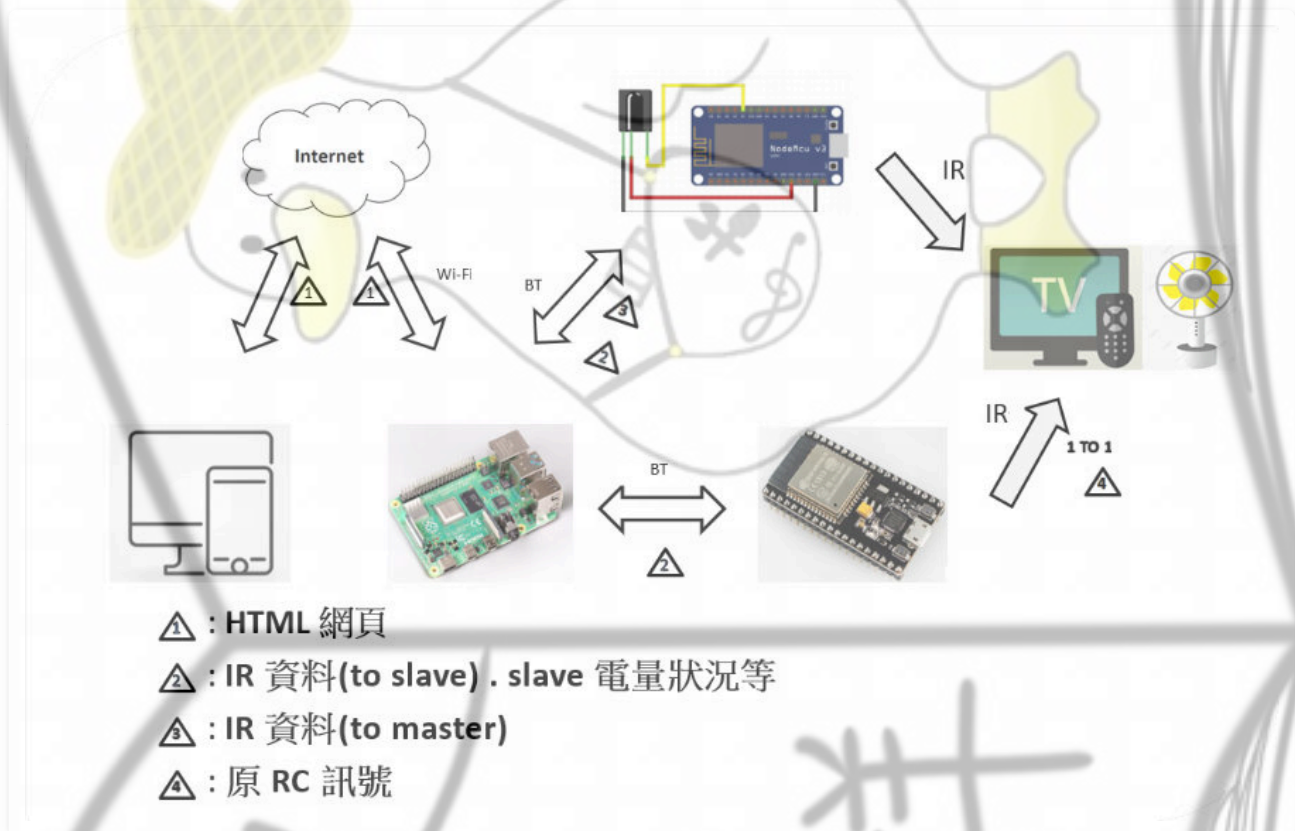 Internet
NodeMcu v3
IR
Wi-Fi
BT
1
1
3
2
TV
IR
1 TO 1
4
BT
2
1 : HTML 網頁
2 : IR 資料(to slave) . slave 電量狀況等
3 : IR 資料(to master)
4 : 原 RC 訊號